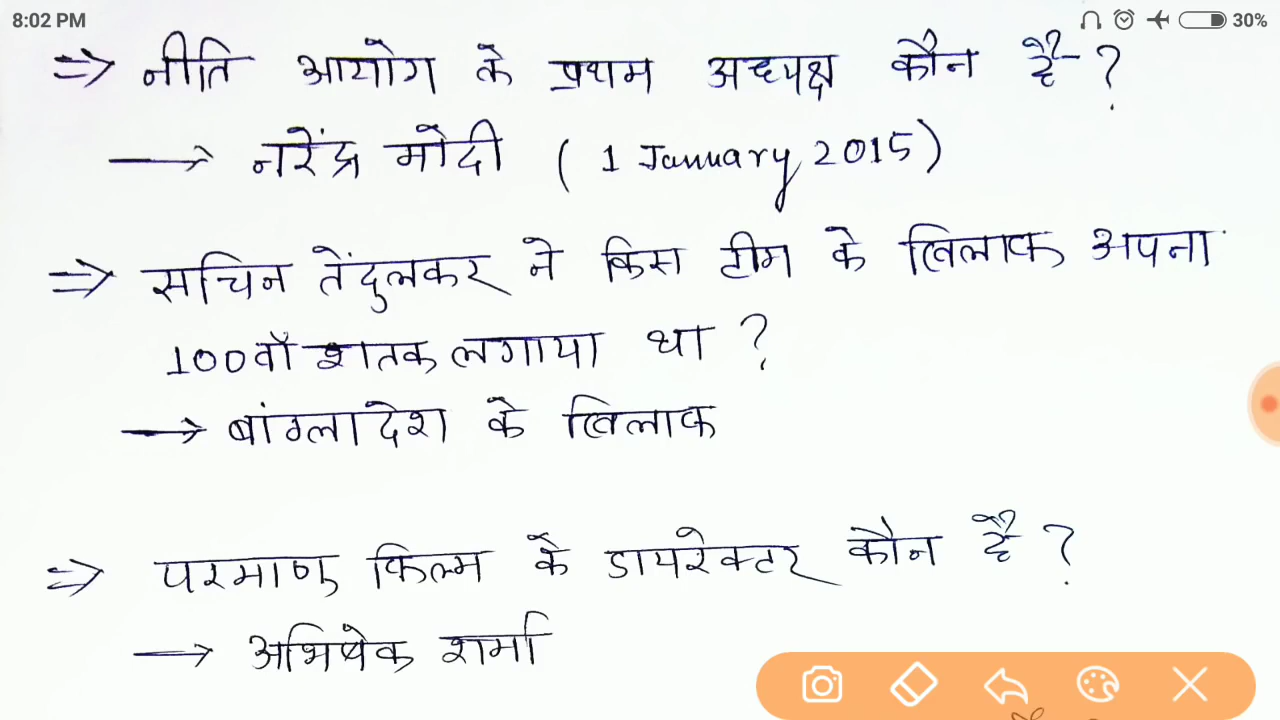 8:02 PM 30%
⇒ नीति आयोग के प्रथम अध्यक्ष कौन है ?
→ नरेंद्र मोदी ( 1 January 2015)
⇒ सचिन तेंदुलकर ने किस टीम के खिलाफ अपना
100वाँ शतक लगाया था ?
→ बांग्लादेश के खिलाफ
⇒ परमाणु फिल्म के डायरेक्टर कौन हैं ?
→ अभिषेक शर्मा